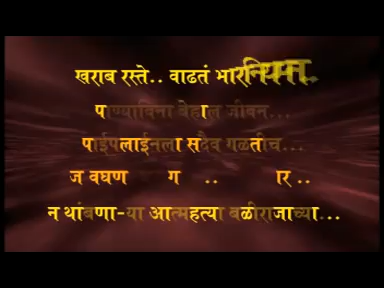 खराब रस्ते.. वाढतं भारनियमन.
पाण्याविना बेहाल जीवन...
पाईपलाईनला सदैव गळतीच...
न थांबणा-या आत्महत्या बळीराजाच्या...